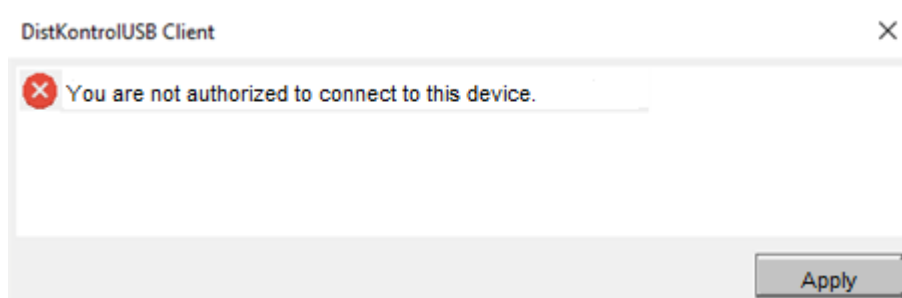 DistKontrolUSB Client
You are not authorized to connect to this device.
Apply